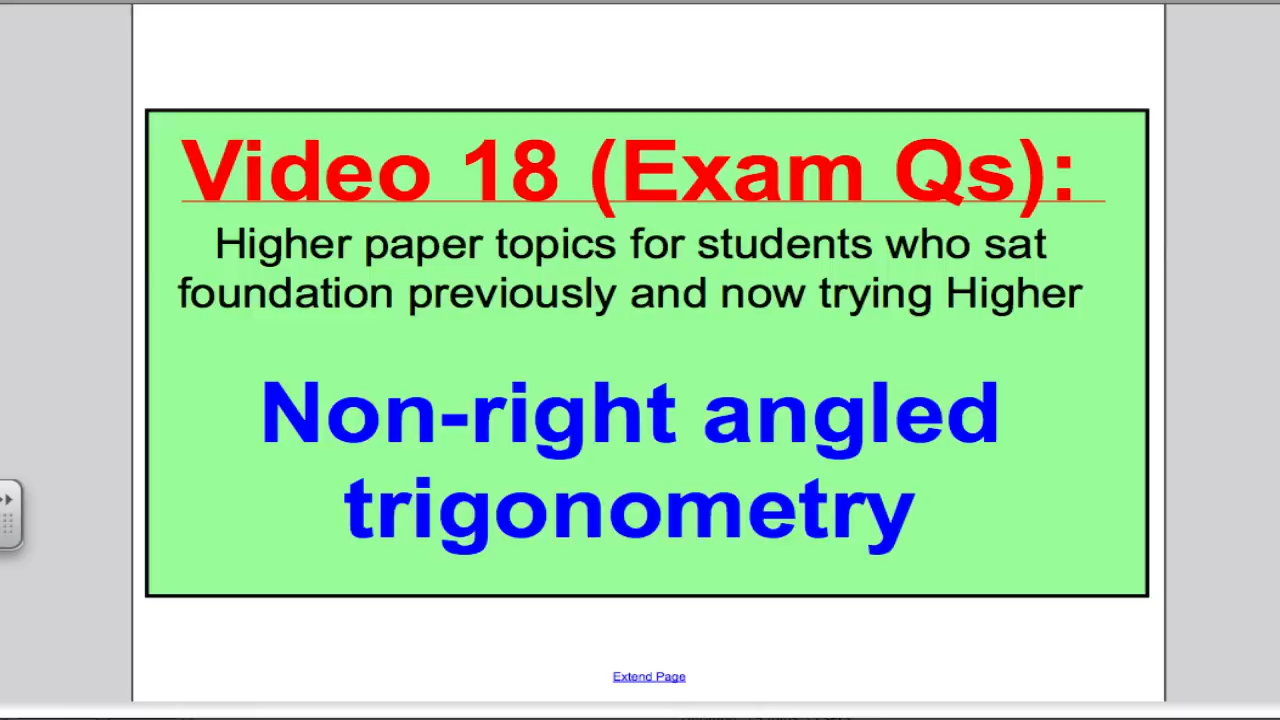 Video 18 (Exam Qs):
Higher paper topics for students who sat
foundation previously and now trying Higher
Non-right angled
trigonometry
Extend Page